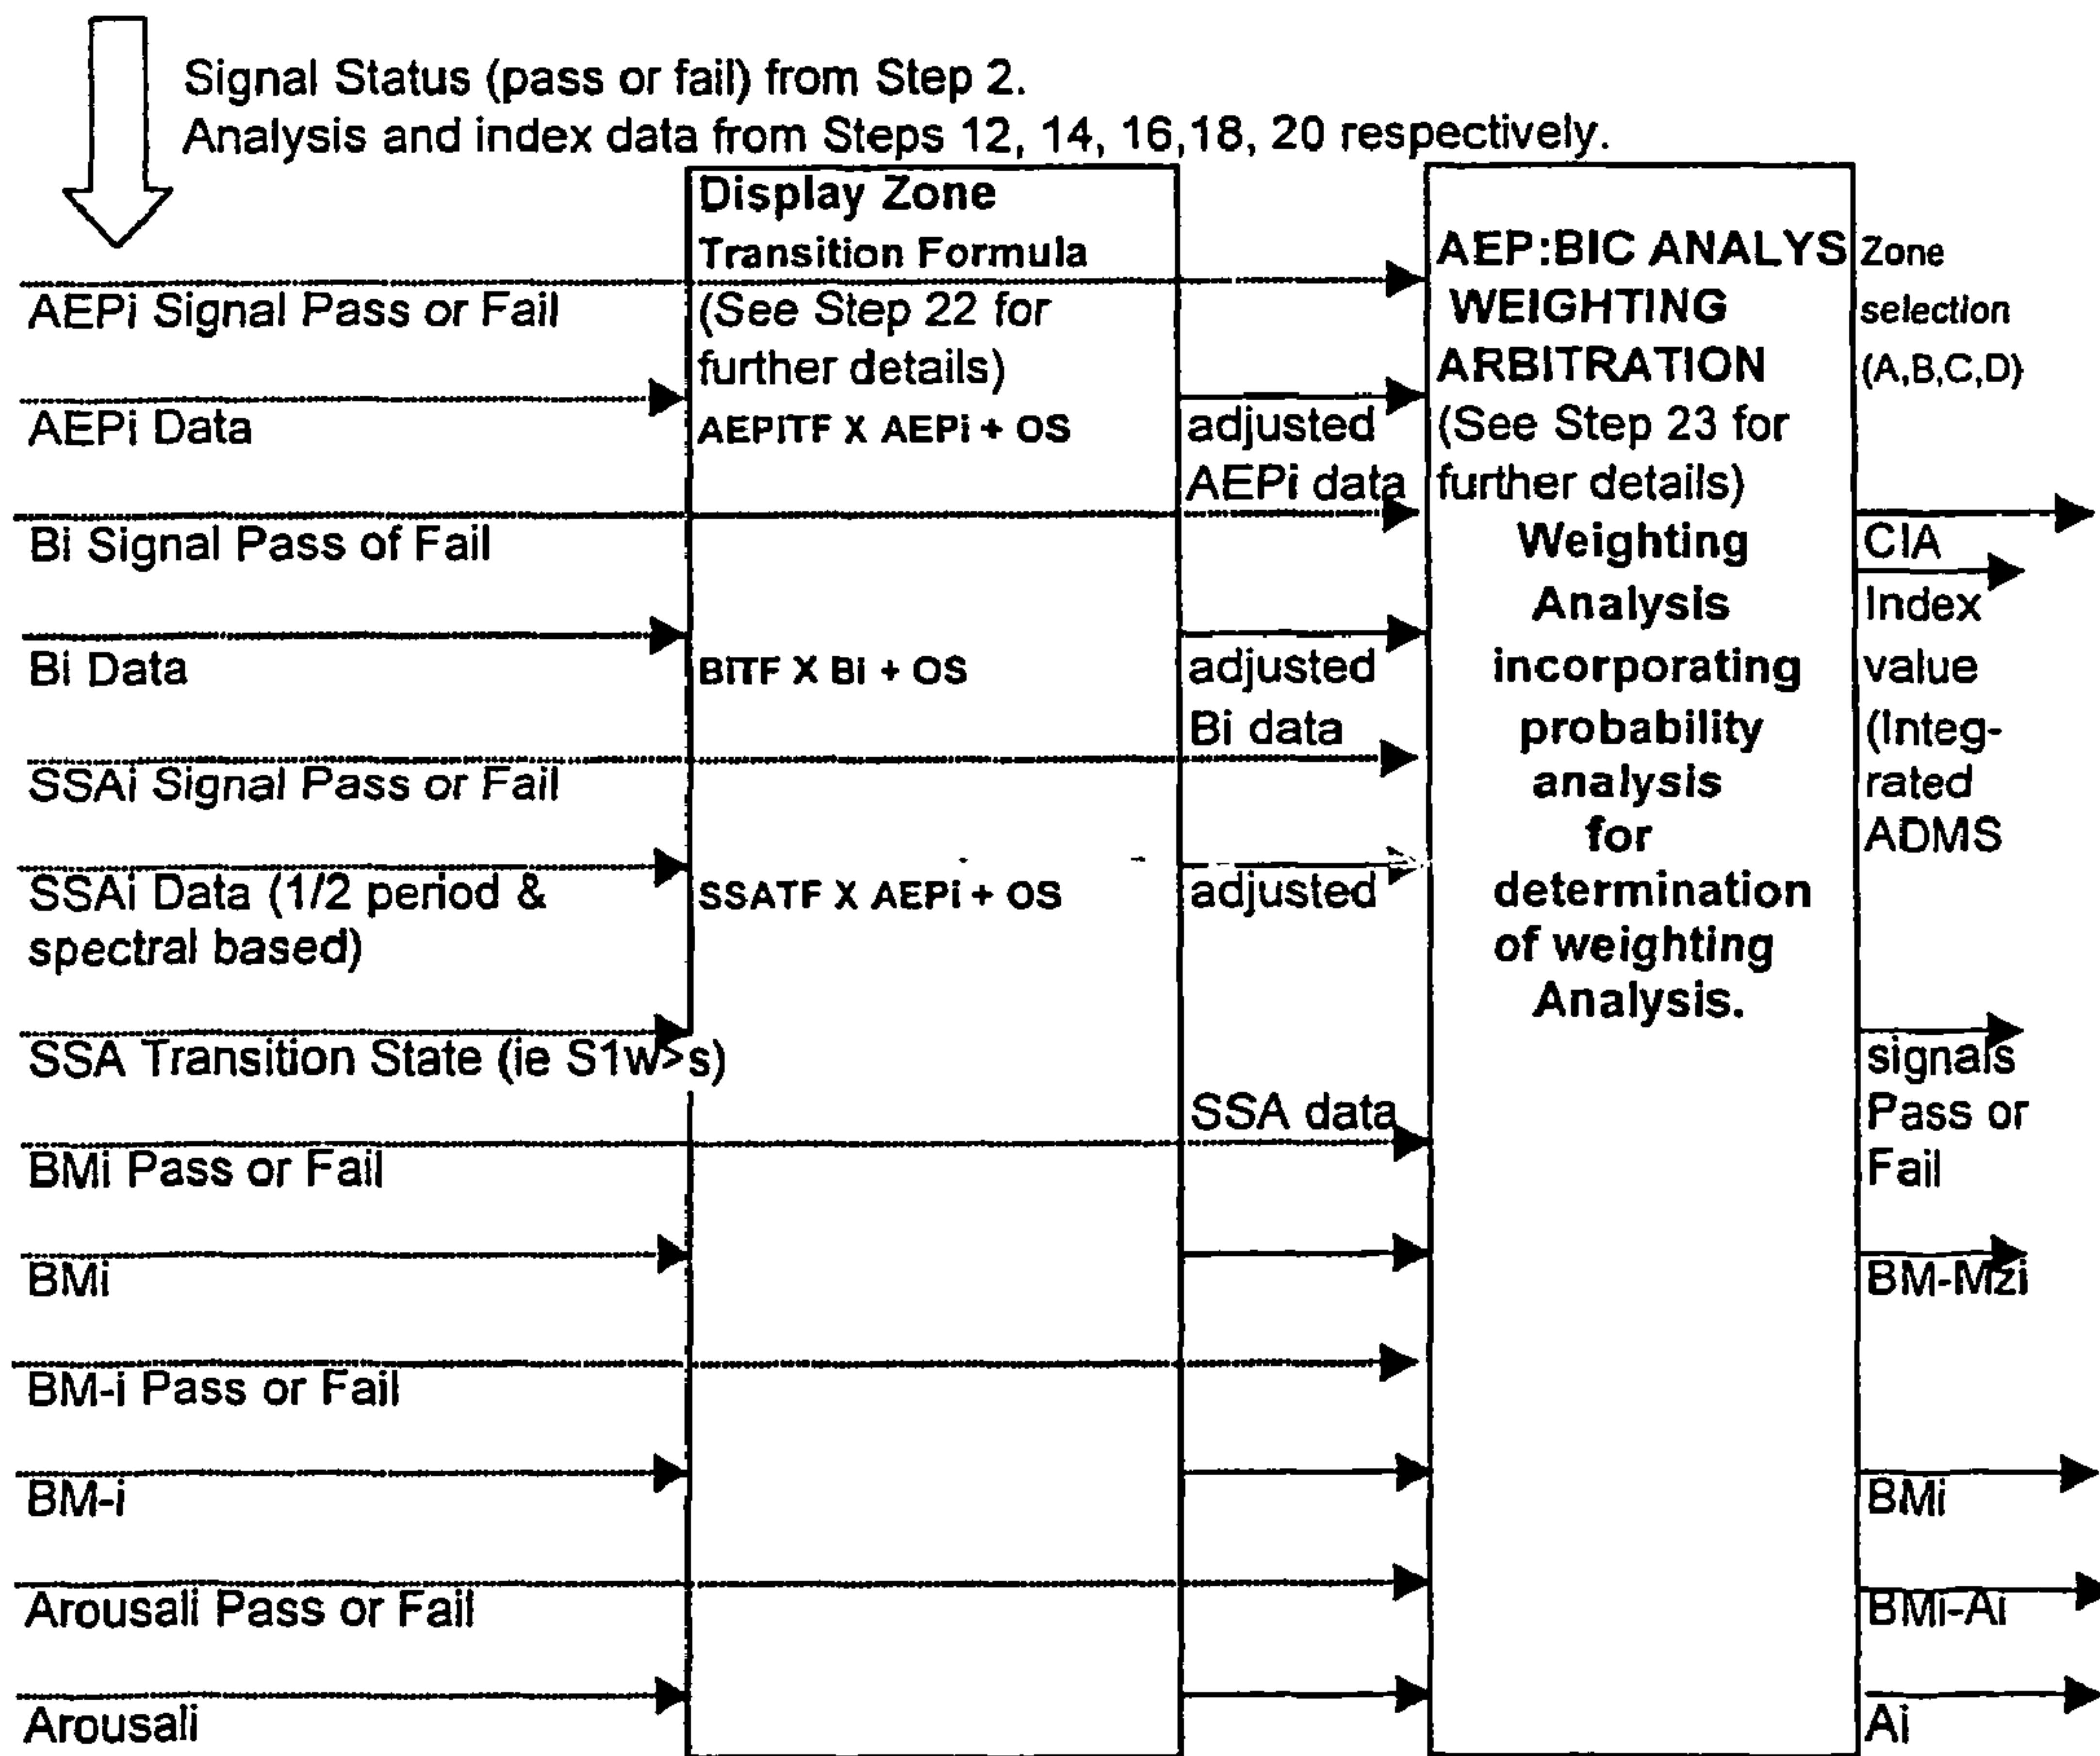 Signal Status (pass or fail) from Step 2.
Analysis and index data from Steps 12, 14, 16,18, 20 respectively.
AEPi Signal Pass or Fail
AEPi Data
Bi Signal Pass of Fail
Bi Data
SSAi Signal Pass or Fail
SSAi Data (1/2 period &
spectral based)
SSA Transition State (ie S1w>s)
BMi Pass or Fail
BMi
BM-i Pass or Fail
BM-i
Arousali Pass or Fail
Arousali
Display Zone
Transition Formula
(See Step 22 for
further details)
AEPITF X AEPi + OS
BITF X Bi + OS
SSATF X AEPi + OS
adjusted
AEPi data
adjusted
Bi data
adjusted
SSA data
AEP:BIC ANALYS
WEIGHTING
ARBITRATION
(See Step 23 for
further details)
Weighting
Analysis
incorporating
probability
analysis
for
determination
of weighting
Analysis.
Zone
selection
(A,B,C,D)
CIA
Index
value
(Integ-
rated
ADMS
signals
Pass or
Fail
BM-Mzi
BMi
BMi-Ai
Ai